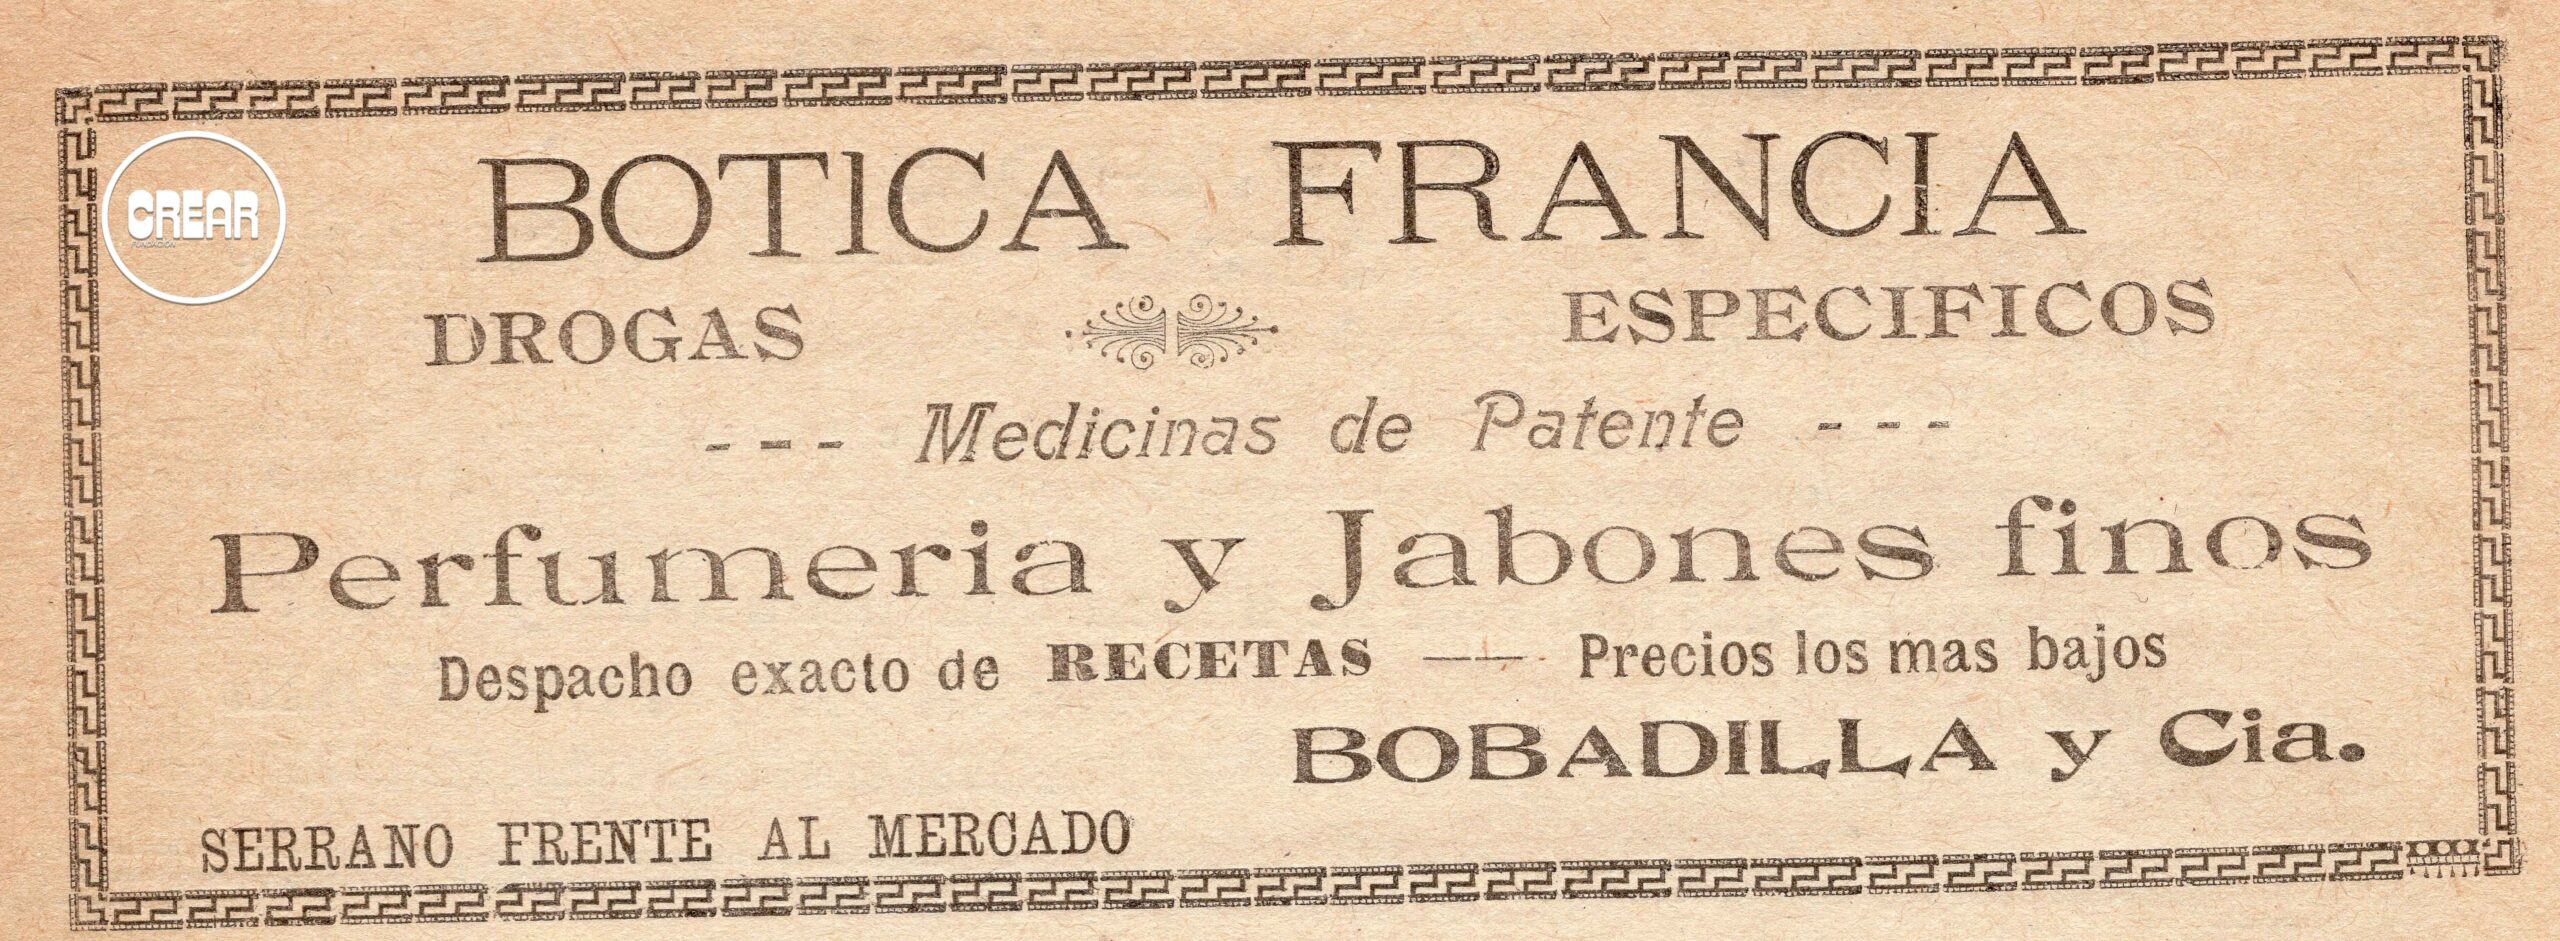 CREAR
FUNDACIÓN
BOTICA FRANCIA
DROGAS ESPECIFICOS
--- Medicinas de Patente ---
Perfumeria y Jabones finos
Despacho exacto de RECETAS —— Precios los mas bajos
BOBADILLA y Cia.
SERRANO FRENTE AL MERCADO